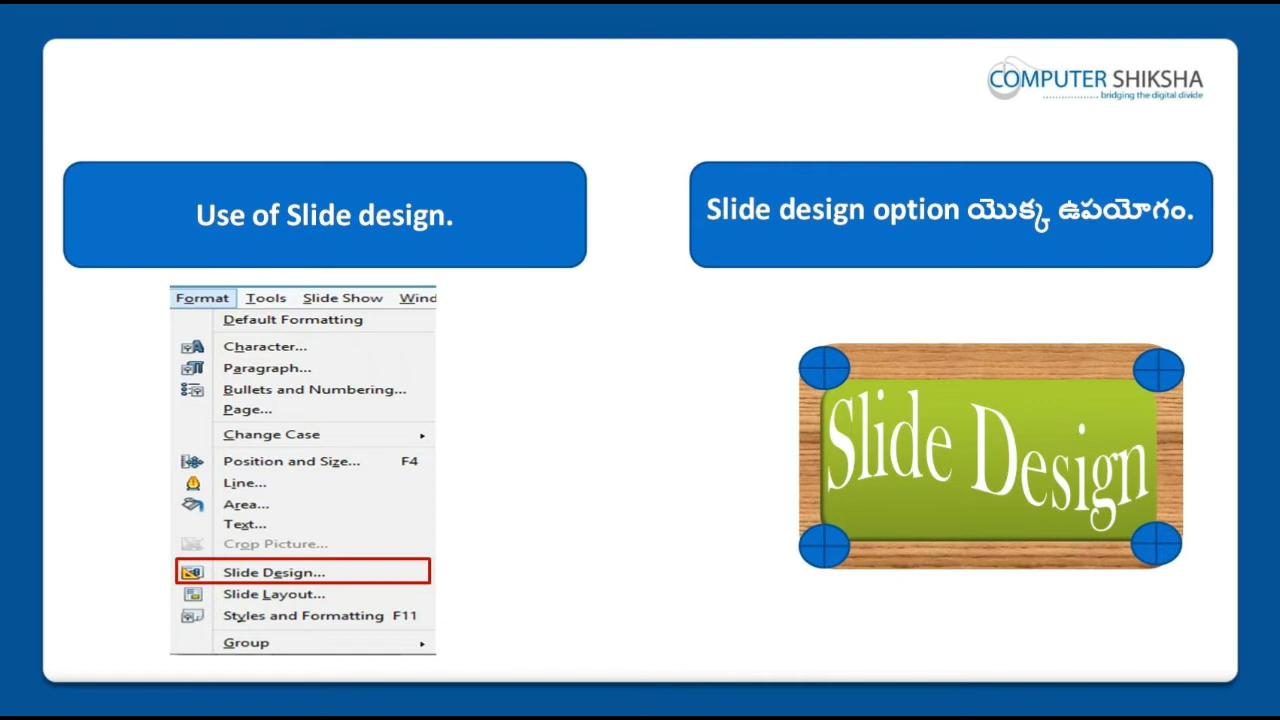 COMPUTER SHIKSHA
bridging the digital divide
Use of Slide design.
Slide design option యొక్క ఉపయోగం.
Format Tools Slide Show Wind
Default Formatting
Character...
Paragraph...
Bullets and Numbering...
Page...
Change Case
Position and Size... F4
Line...
Area...
Text...
Crop Picture...
Slide Design...
Slide Layout...
Styles and Formatting F11
Group
Slide Design